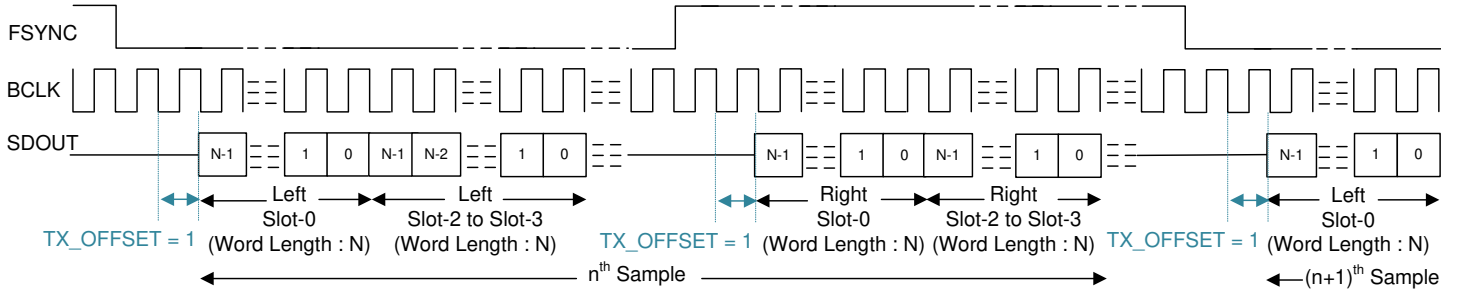 FSYNC
BCLK
SDOUT
N-1 1 0 N-1 N-2 1 0 N-1 1 0 N-1 1 0 N-1 1 0
Left Left Right Right Left
Slot-0 Slot-2 to Slot-3 Slot-0 Slot-2 to Slot-3 Slot-0
TX_OFFSET = 1 (Word Length : N) (Word Length : N) TX_OFFSET = 1 (Word Length : N) (Word Length : N) TX_OFFSET = 1 (Word Length : N)
nth Sample (n+1)th Sample